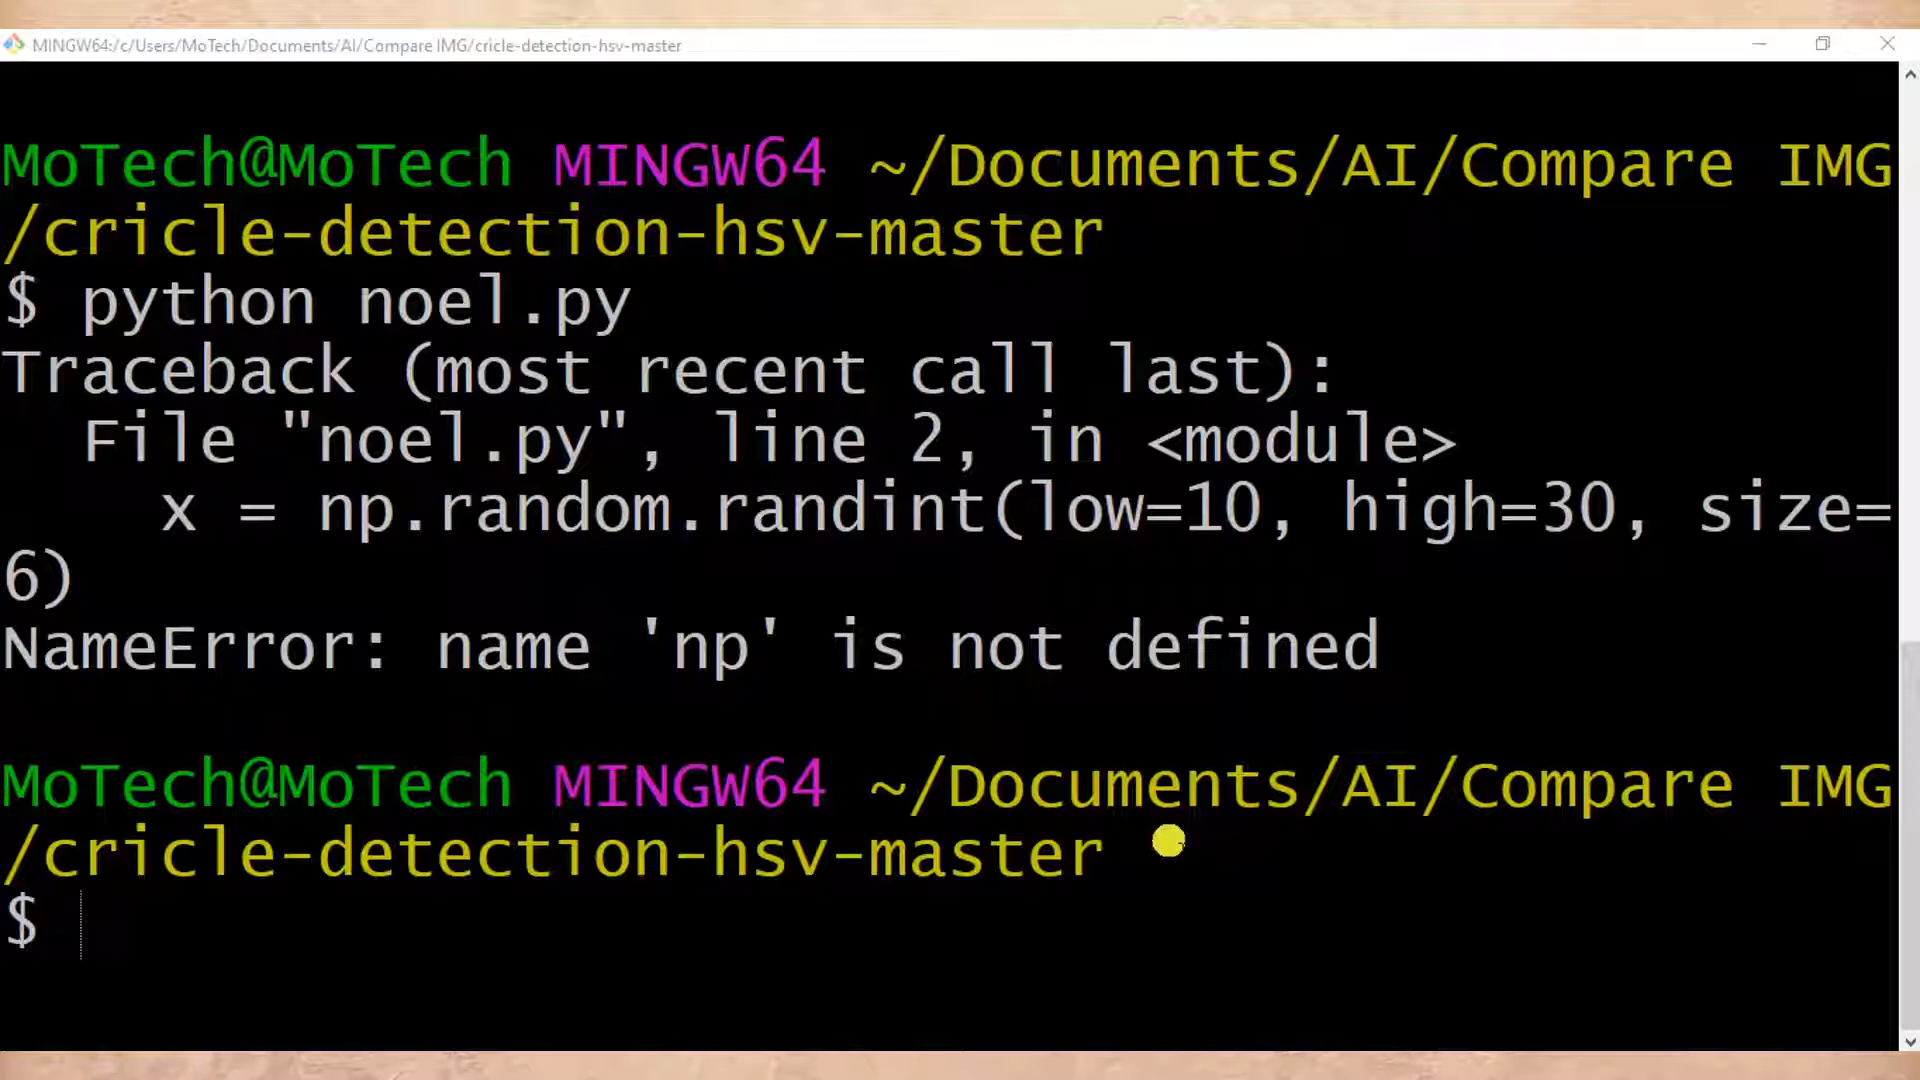 MINGW64:/c/Users/MoTech/Documents/AI/Compare IMG/cricle-detection-hsv-master
MoTech@MoTech MINGW64 ~/Documents/AI/Compare IMG
/cricle-detection-hsv-master
$ python noel.py
Traceback (most recent call last):
  File "noel.py", line 2, in <module>
    x = np.random.randint(low=10, high=30, size=
6)
NameError: name 'np' is not defined
MoTech@MoTech MINGW64 ~/Documents/AI/Compare IMG
/cricle-detection-hsv-master
$